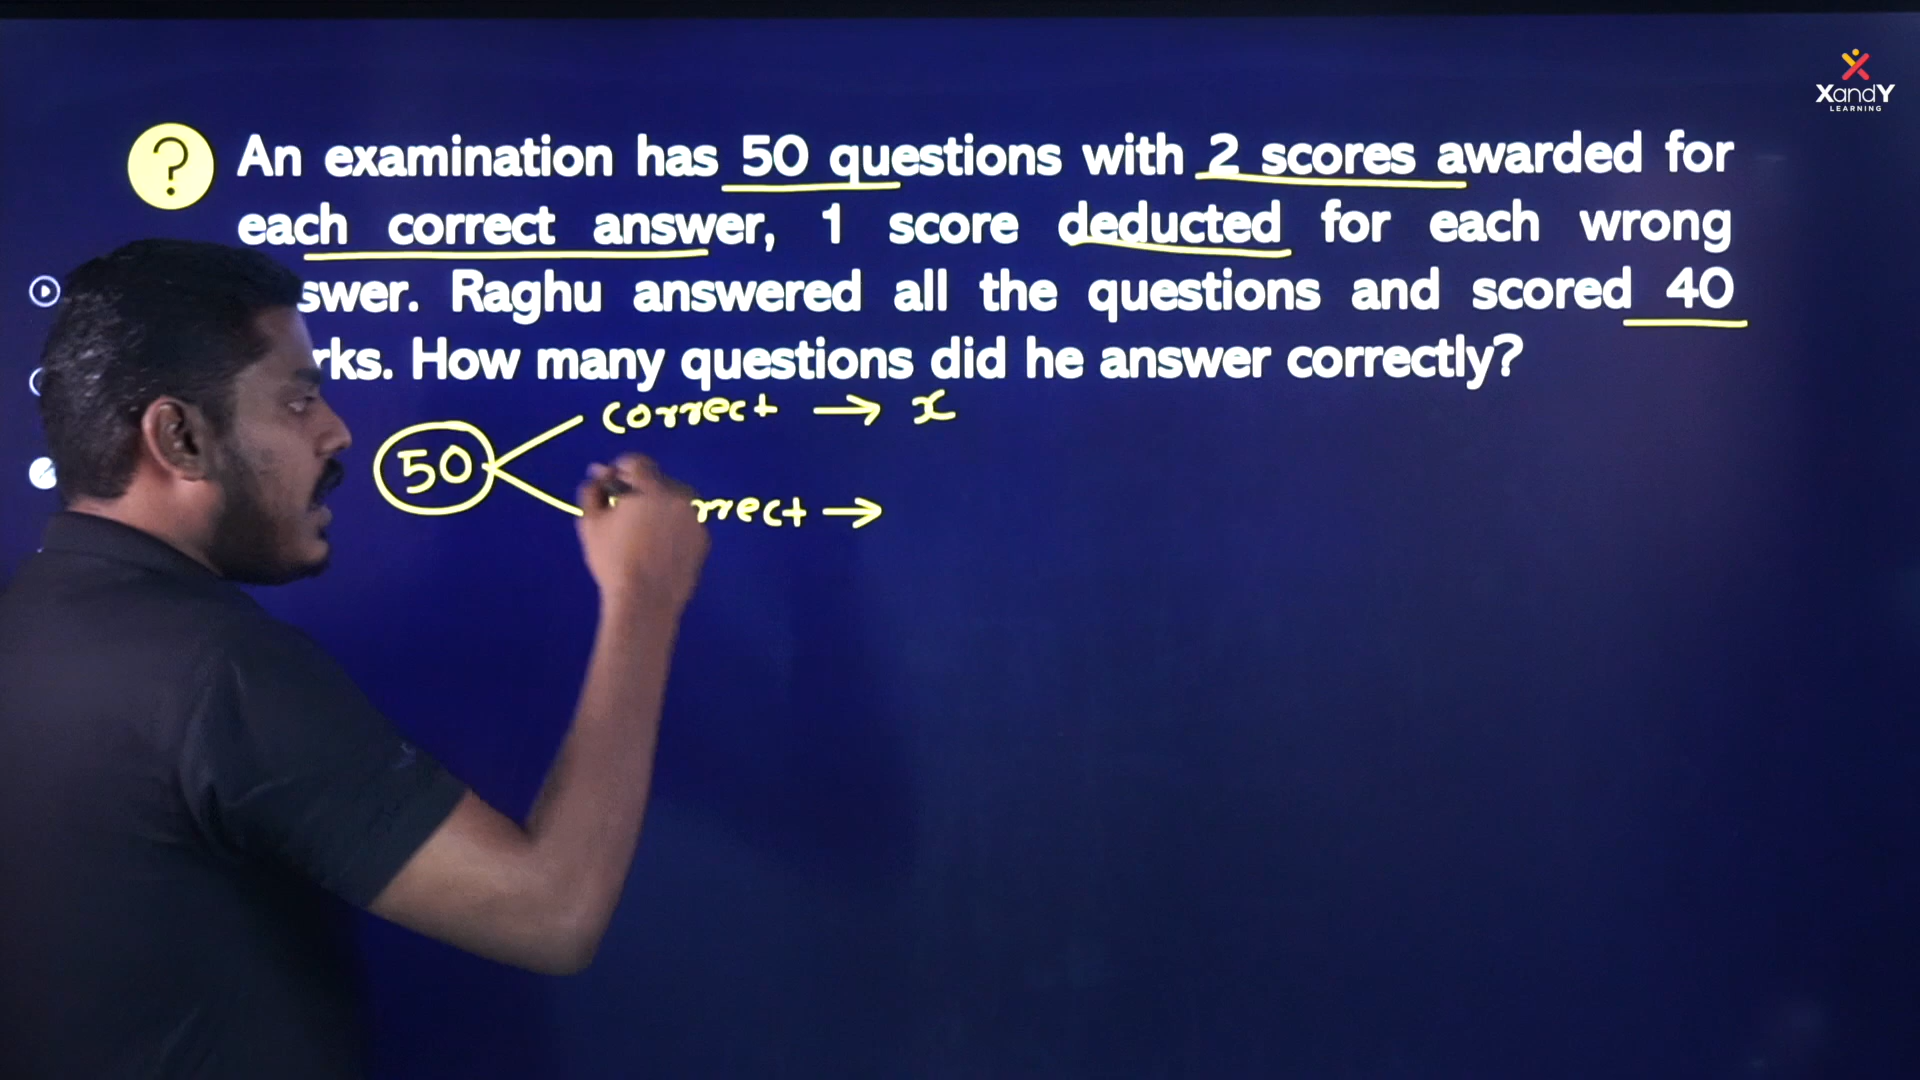 XandY
LEARNING
? An examination has 50 questions with 2 scores awarded for
each correct answer, 1 score deducted for each wrong
swer. Raghu answered all the questions and scored 40
rks. How many questions did he answer correctly?
correct → x
50
rrect →